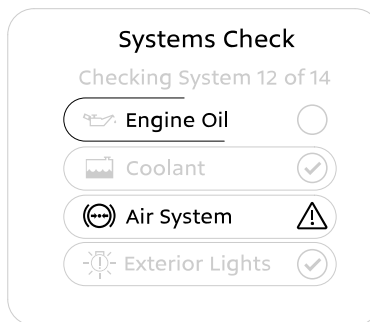 Systems Check
Checking System 12 of 14
Engine Oil
Coolant
Air System
Exterior Lights